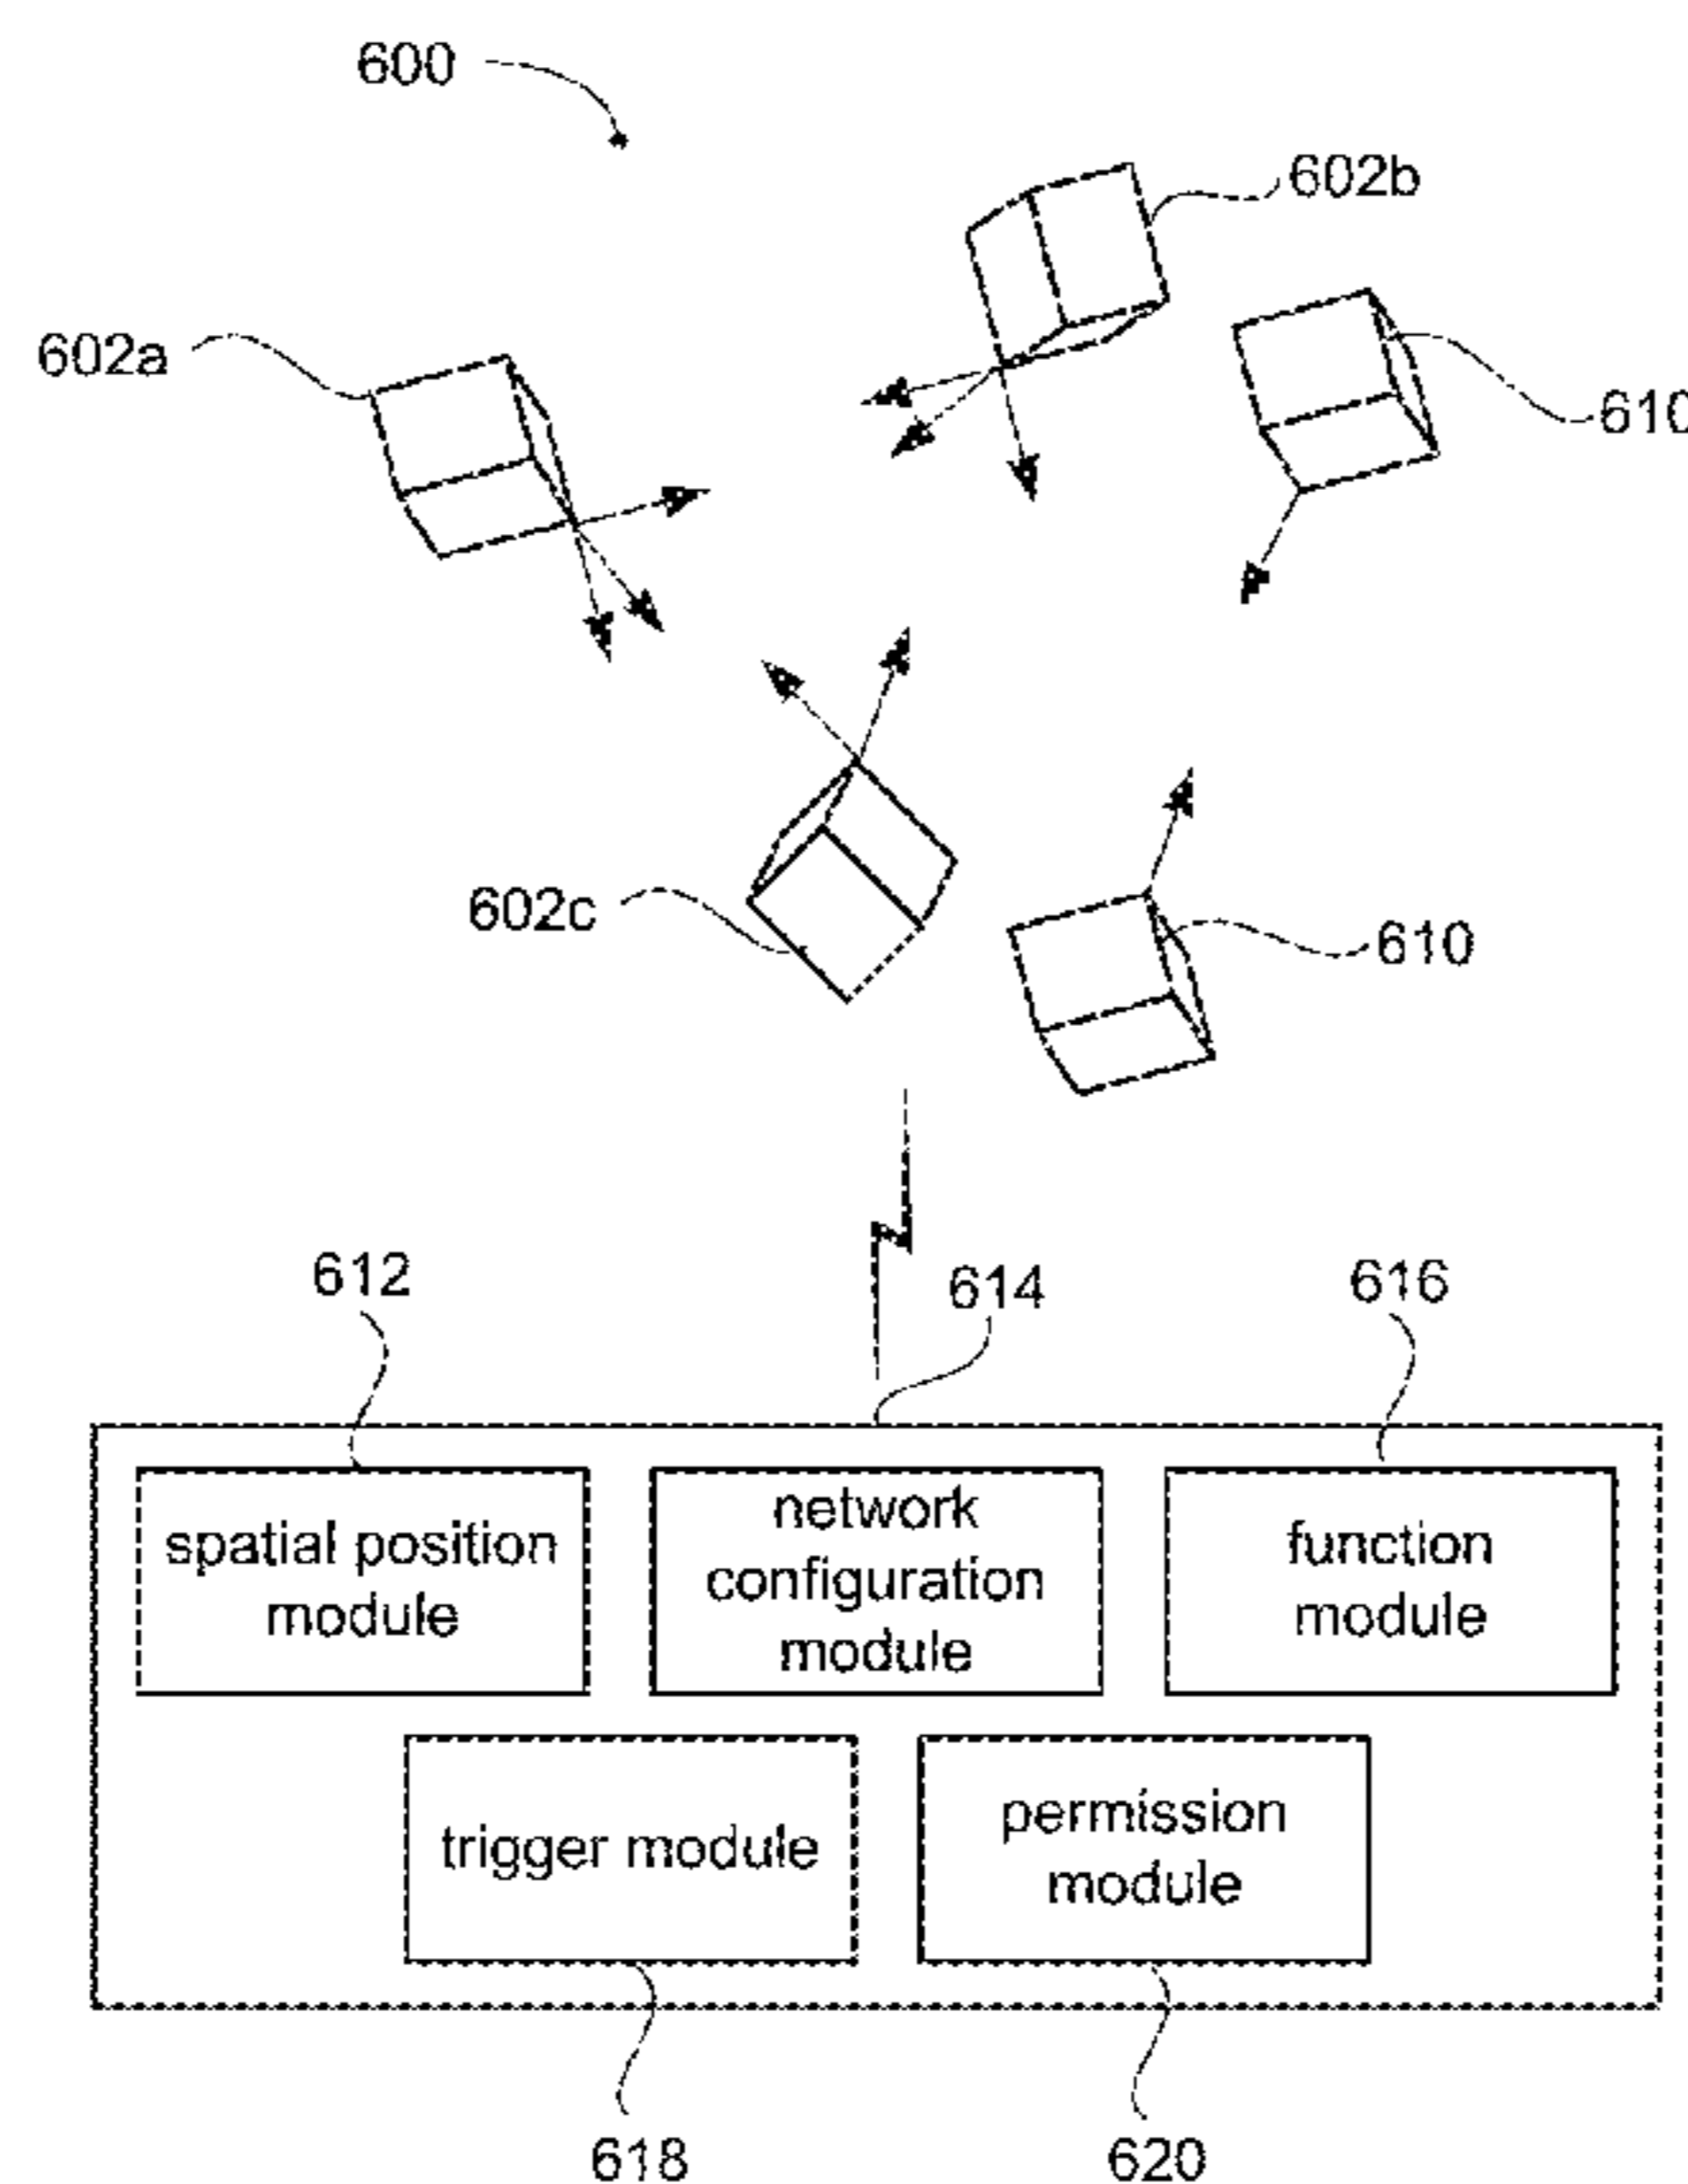 600
602b
602a
610
602c
610
612
614
616
spatial position
module
network
configuration
module
function
module
trigger module
permission
module
618
620